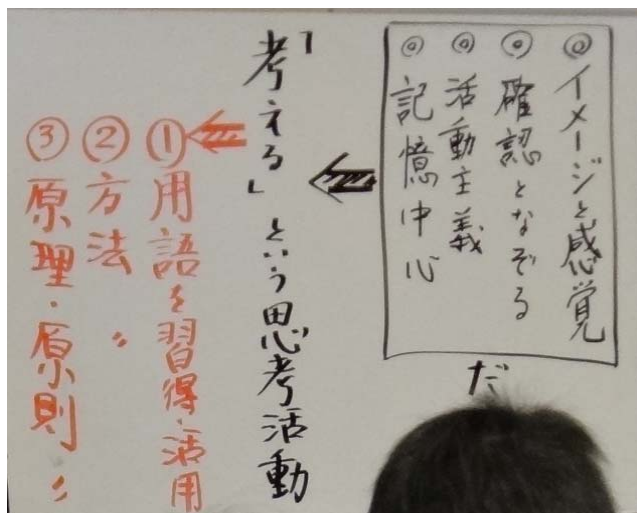 ◎イメージと感覚
◎確認となぞる
◎活動主義
◎記憶中心
だ
「考える」という思考活動
①用語を習得・活用
②方法〃
③原理・原則〃